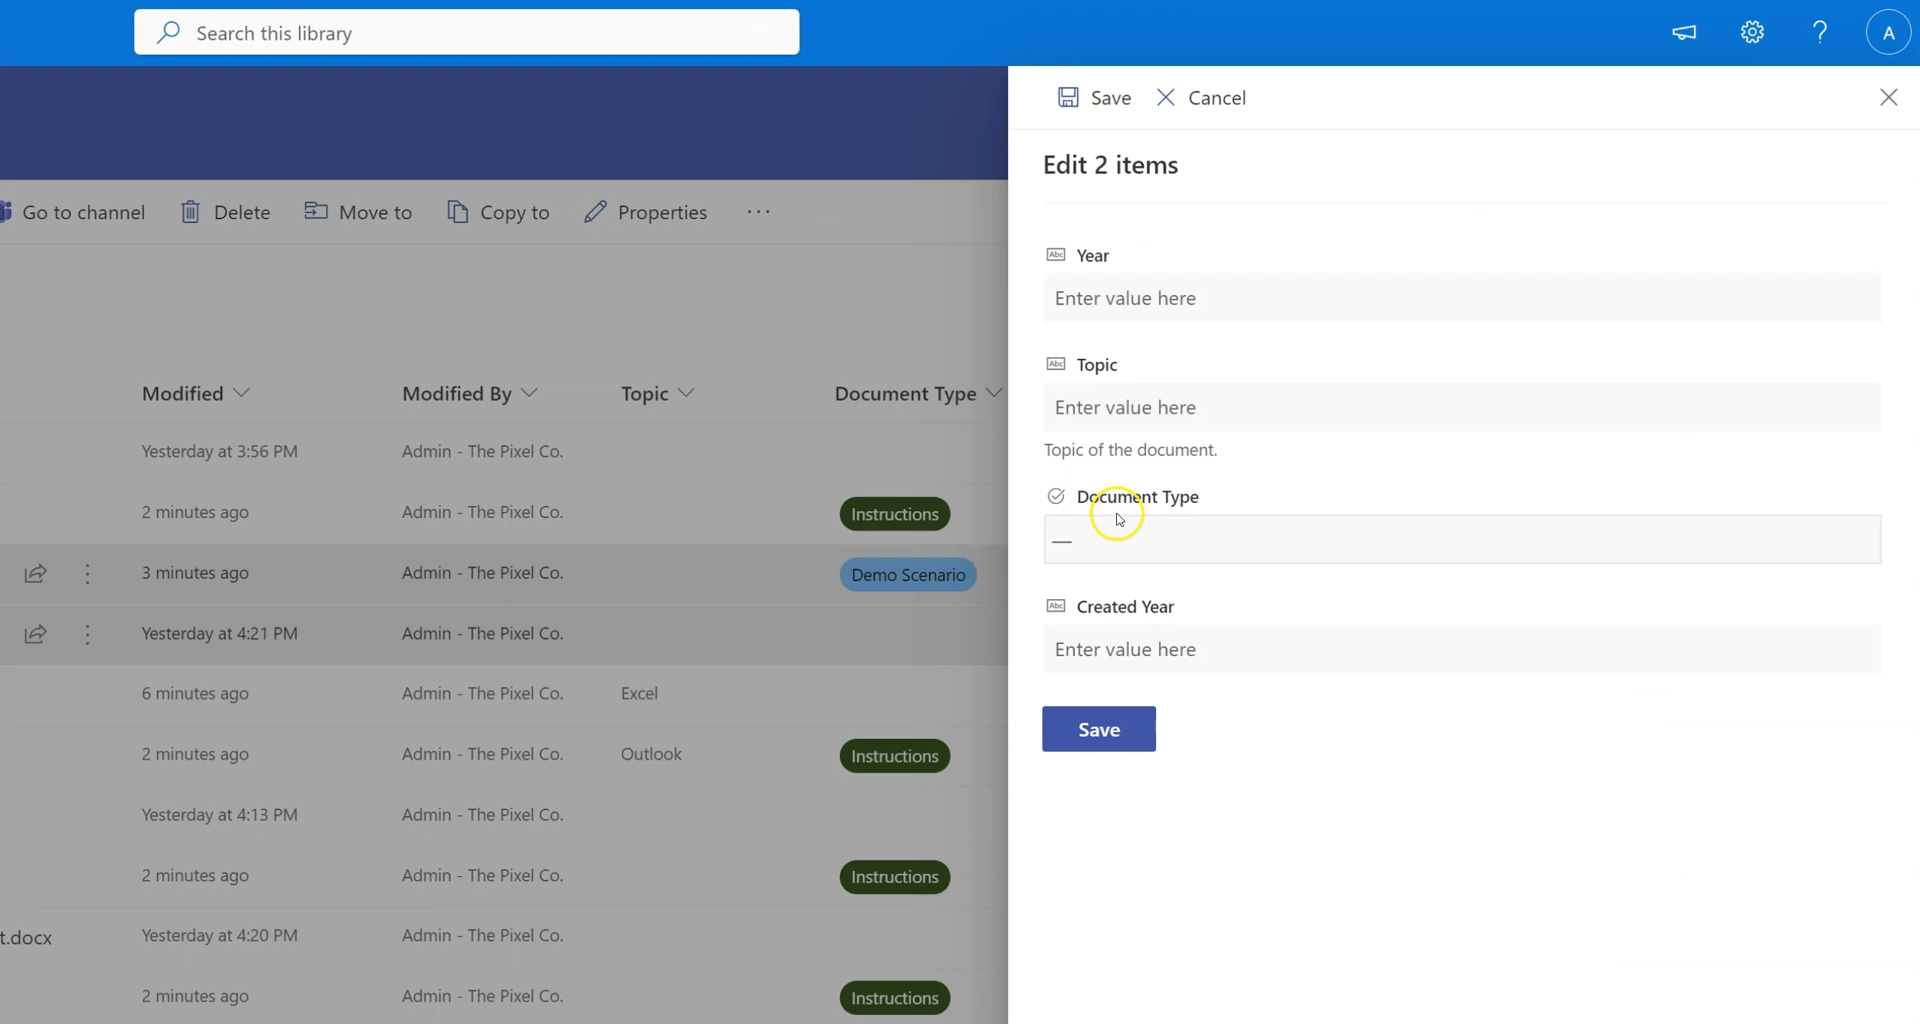 Search this library
A
Save
Cancel
Edit 2 items
Go to channel
Delete
Move to
Copy to
Properties
Abc Year
Enter value here
Abc Topic
Enter value here
Topic of the document.
Document Type
Abc Created Year
Enter value here
Save
Modified
Modified By
Topic
Document Type
Yesterday at 3:56 PM
Admin - The Pixel Co.
2 minutes ago
Admin - The Pixel Co.
Instructions
3 minutes ago
Admin - The Pixel Co.
Demo Scenario
Yesterday at 4:21 PM
Admin - The Pixel Co.
6 minutes ago
Admin - The Pixel Co.
Excel
2 minutes ago
Admin - The Pixel Co.
Outlook
Instructions
Yesterday at 4:13 PM
Admin - The Pixel Co.
2 minutes ago
Admin - The Pixel Co.
Instructions
t.docx
Yesterday at 4:20 PM
Admin - The Pixel Co.
2 minutes ago
Admin - The Pixel Co.
Instructions